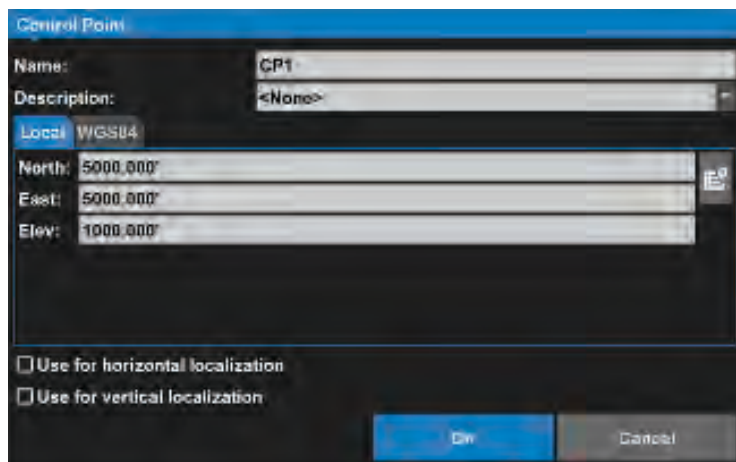 Control Point
Name: CP1
Description: <None>
Local WGS84
North: 5000.000'
East: 5000.000'
Elev: 1000.000'
Use for horizontal localization
Use for vertical localization
Cancel